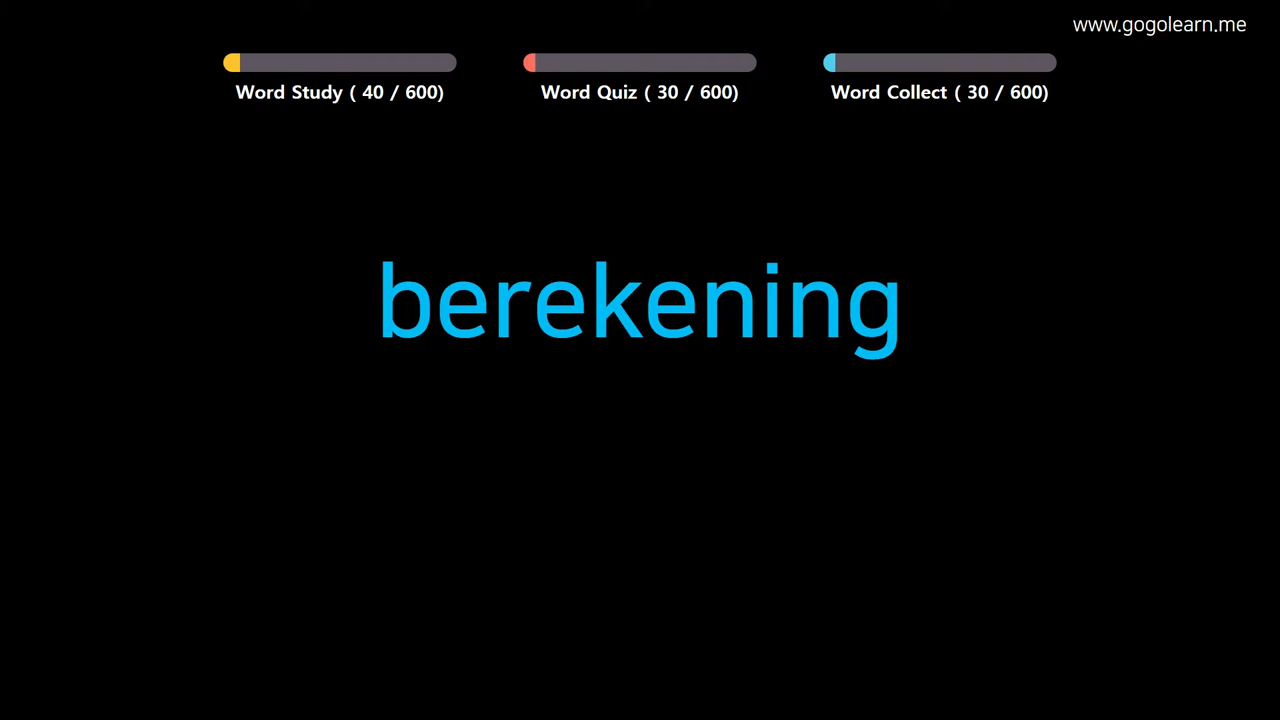 www.gogolearn.me
Word Study ( 40 / 600)
Word Quiz ( 30 / 600)
Word Collect ( 30 / 600)
berekening